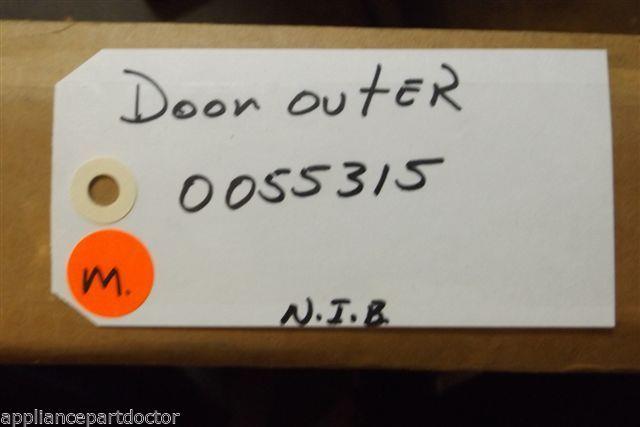 Door outER
0055315
M.
N.I.B.
appliancepartdoctor